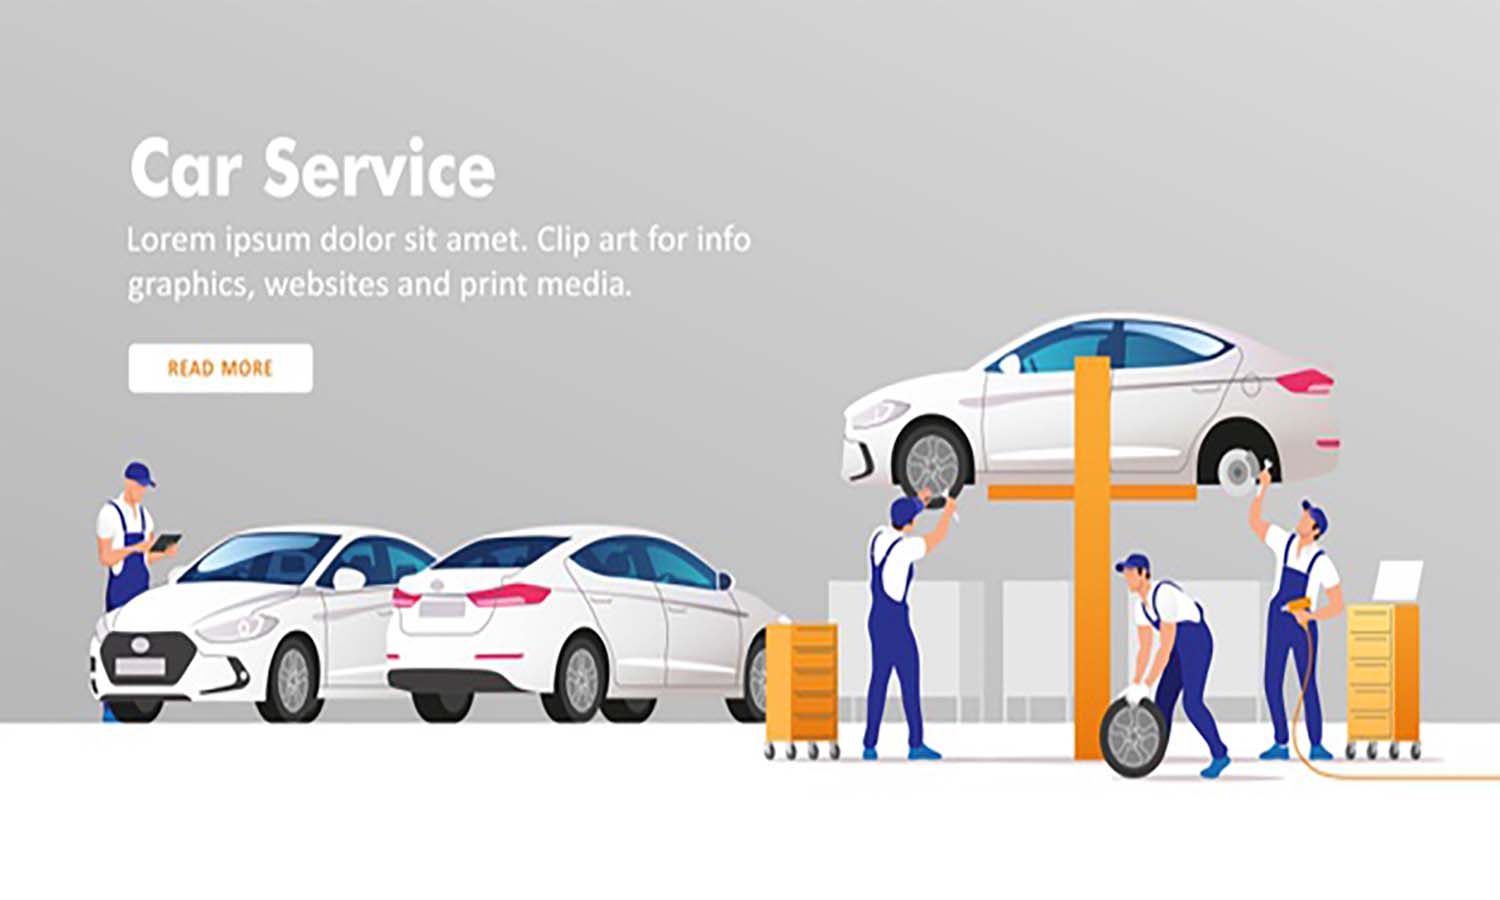 Car Service
Lorem ipsum dolor sit amet. Clip art for info
graphics, websites and print media.
READ MORE